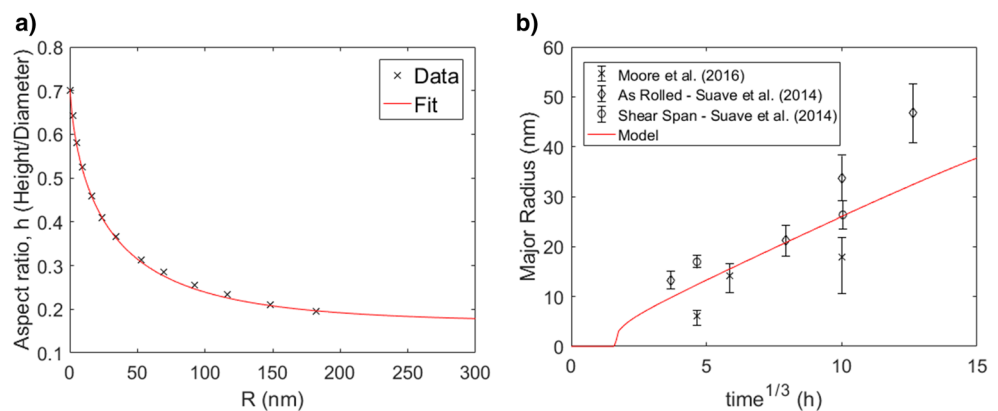 a)
0.8
0.7
0.6
0.5
0.4
0.3
0.2
0.1
0
50
100
150
200
250
300
Aspect ratio, h (Height/Diameter)
R (nm)
× Data
Fit
b)
60
50
40
30
20
10
0
0
5
10
15
Major Radius (nm)
time^1/3 (h)
Moore et al. (2016)
As Rolled - Suave et al. (2014)
Shear Span - Suave et al. (2014)
Model